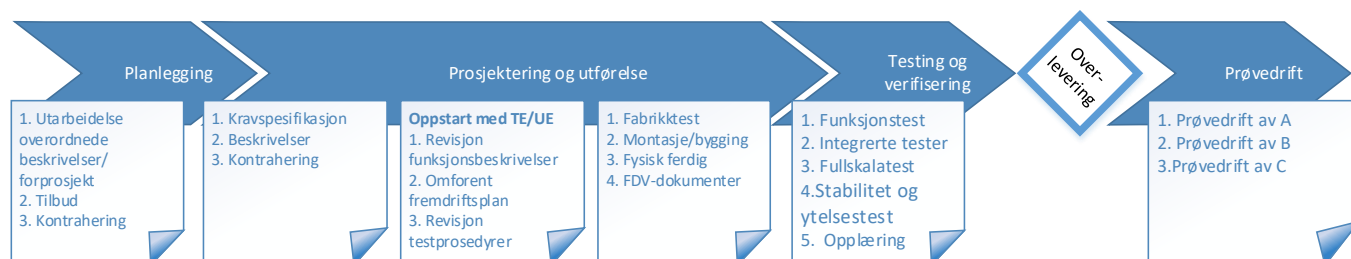 Planlegging
Prosjektering og utførelse
Testing og
verifisering
Over-
levering
Prøvedrift
1. Utarbeidelse
overordnede
beskrivelser/
forprosjekt
2. Tilbud
3. Kontrahering
1. Kravspesifikasjon
2. Beskrivelser
3. Kontrahering
Oppstart med TE/UE
1. Revisjon
funksjonsbeskrivelser
2. Omforent
fremdriftsplan
3. Revisjon
testprosedyrer
1. Fabrikktest
2. Montasje/bygging
3. Fysisk ferdig
4. FDV-dokumenter
1. Funksjonstest
2. Integrerte tester
3. Fullskalatest
4.Stabilitet og
ytelsestest
5. Opplæring
1. Prøvedrift av A
2. Prøvedrift av B
3.Prøvedrift av C